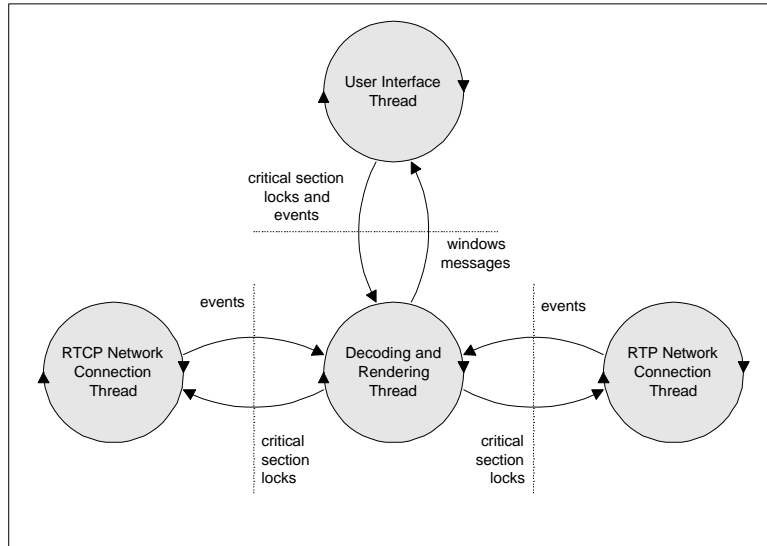 User Interface
Thread
critical section
locks and
events
windows
messages
events
events
RTCP Network
Connection
Thread
Decoding and
Rendering
Thread
RTP Network
Connection
Thread
critical
section
locks
critical
section
locks